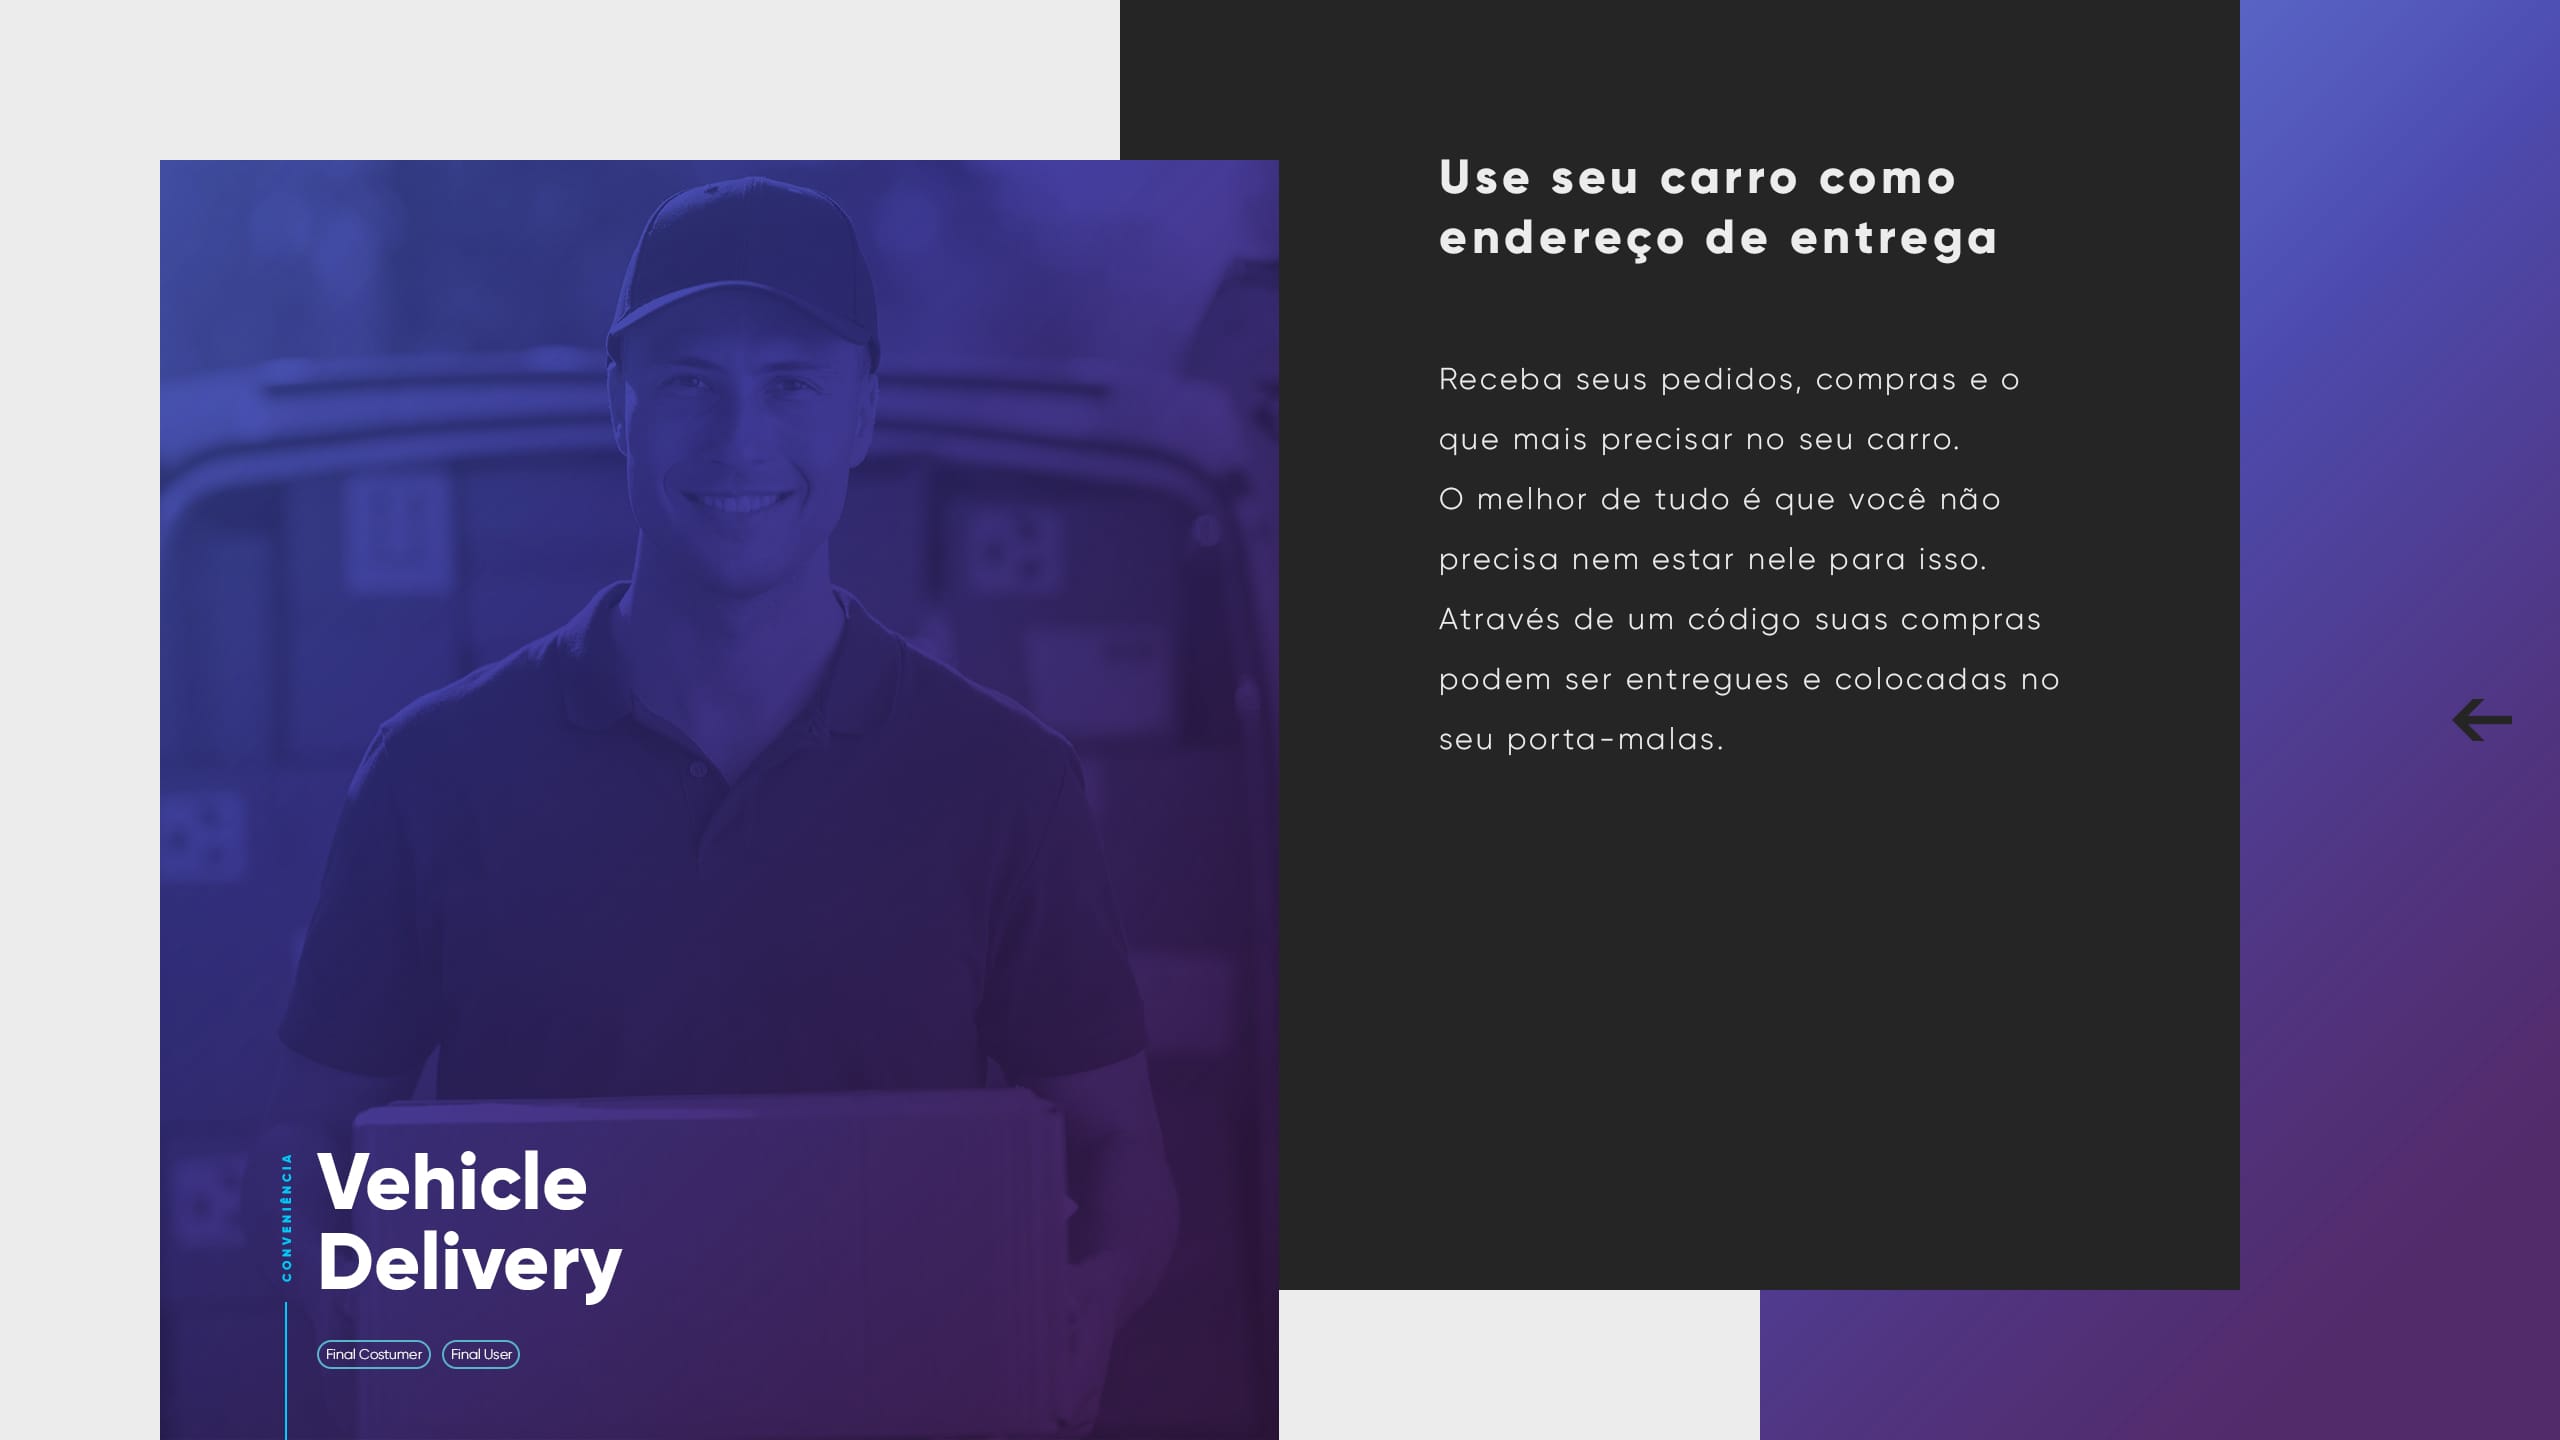 CONVENIÊNCIA
Vehicle
Delivery
Final Costumer
Final User
Use seu carro como
endereço de entrega
Receba seus pedidos, compras e o
que mais precisar no seu carro.
O melhor de tudo é que você não
precisa nem estar nele para isso.
Através de um código suas compras
podem ser entregues e colocadas no
seu porta-malas.